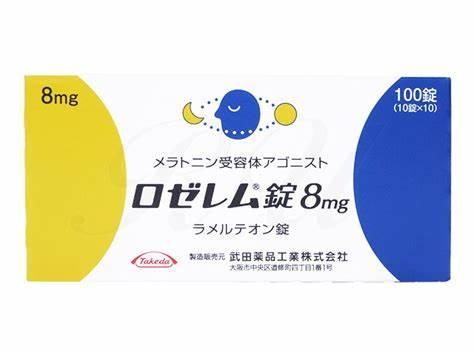 8mg
100錠
(10錠×10)
メラトニン受容体アゴニスト
ロゼレム®錠8mg
ラメルテオン錠
Takeda
製造販売元 武田薬品工業株式会社
大阪市中央区道修町四丁目1番1号